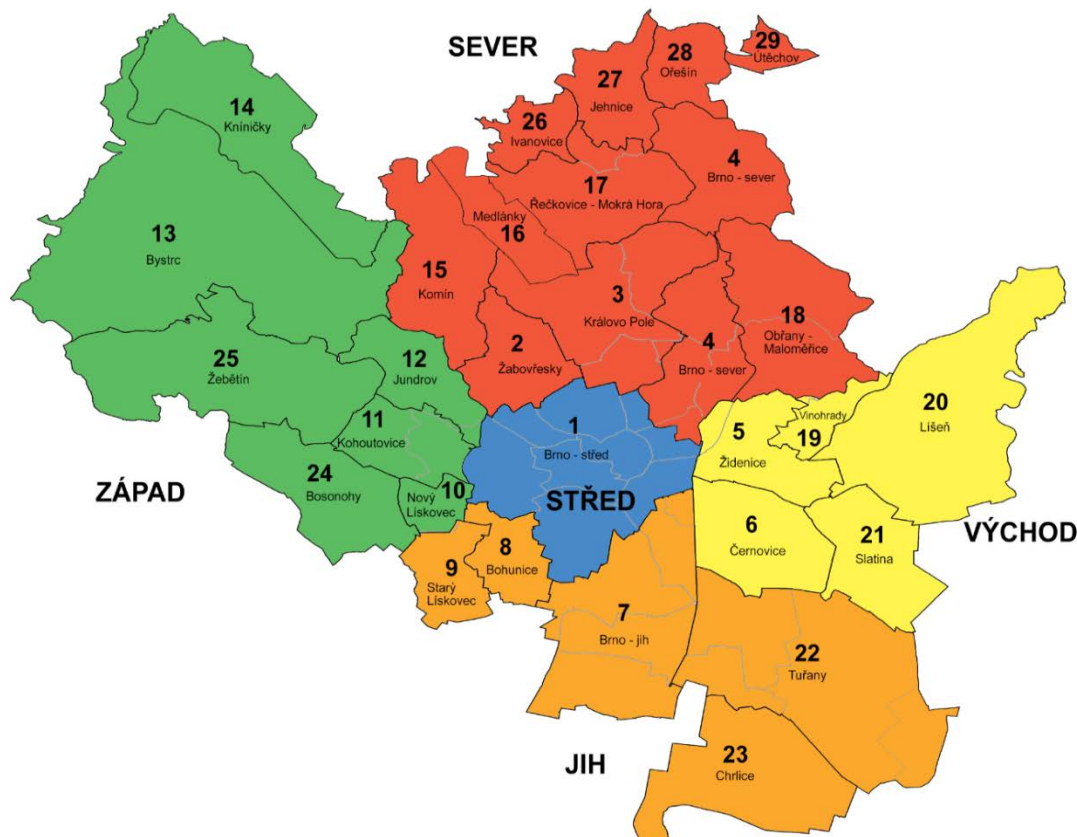 SEVER
29
Útěchov
28
Ořešín
27
Jehnice
14
Kníničky
26
Ivanovice
4
Brno - sever
17
Řečkovice - Mokrá Hora
Medlánky
16
13
Bystrc
15
Komín
3
Královo Pole
18
Obřany -
Maloměřice
2
Žabovřesky
4
Brno - sever
25
Žebětín
12
Jundrov
20
Líšeň
11
Kohoutovice
1
Brno - střed
5
Židenice
Vinohrady
19
24
Bosonohy
10
Nový
Lískovec
ZÁPAD
STŘED
VÝCHOD
6
Černovice
21
Slatina
9
Starý
Lískovec
8
Bohunice
7
Brno - jih
22
Tuřany
JIH
23
Chrlice